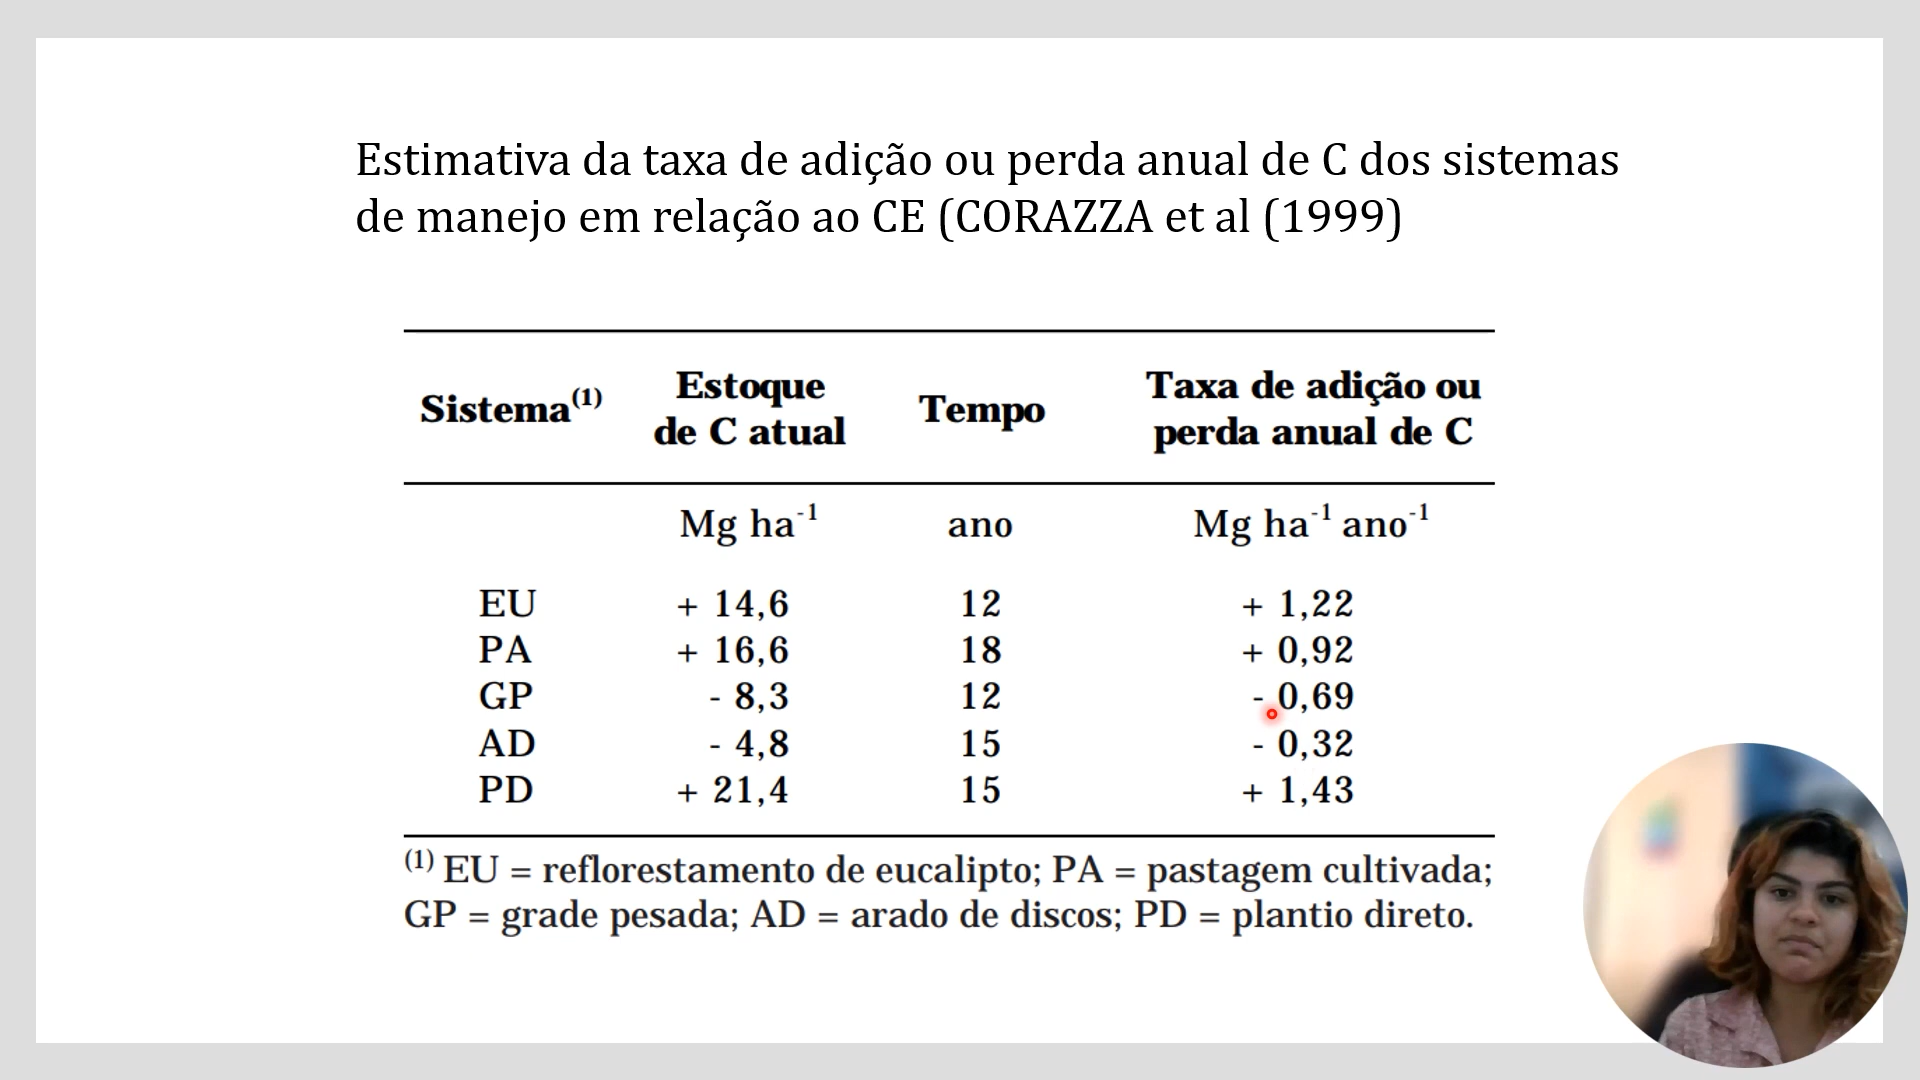 Estimativa da taxa de adição ou perda anual de C dos sistemas
de manejo em relação ao CE (CORAZZA et al (1999)
Sistema⁽¹⁾ Estoque de C atual Tempo Taxa de adição ou perda anual de C
Mg ha⁻¹ ano Mg ha⁻¹ ano⁻¹
EU + 14,6 12 + 1,22
PA + 16,6 18 + 0,92
GP - 8,3 12 - 0,69
AD - 4,8 15 - 0,32
PD + 21,4 15 + 1,43
⁽¹⁾ EU = reflorestamento de eucalipto; PA = pastagem cultivada;
GP = grade pesada; AD = arado de discos; PD = plantio direto.